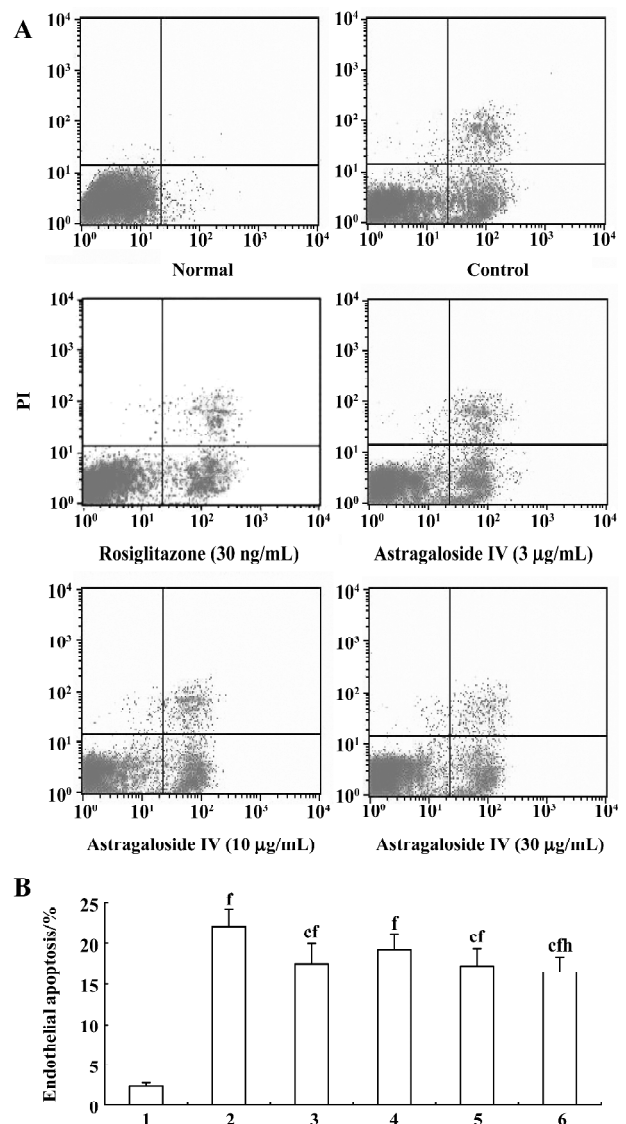 A
10⁴ 10³ 10² 10¹ 10⁰
10⁰ 10¹ 10² 10³ 10⁴
Normal
10⁴ 10³ 10² 10¹ 10⁰
10⁰ 10¹ 10² 10³ 10⁴
Control
PI
10⁴ 10³ 10² 10¹ 10⁰
10⁰ 10¹ 10² 10³ 10⁴
Rosiglitazone (30 ng/mL)
10⁴ 10³ 10² 10¹ 10⁰
10⁰ 10¹ 10² 10³ 10⁴
Astragaloside IV (3 μg/mL)
10⁴ 10³ 10² 10¹ 10⁰
10⁰ 10¹ 10² 10³ 10⁴
Astragaloside IV (10 μg/mL)
10⁴ 10³ 10² 10¹ 10⁰
10⁰ 10¹ 10² 10³ 10⁴
Astragaloside IV (30 μg/mL)
B
Endothelial apoptosis/%
25
20
15
10
5
0
f cf f cf cfh
1 2 3 4 5 6